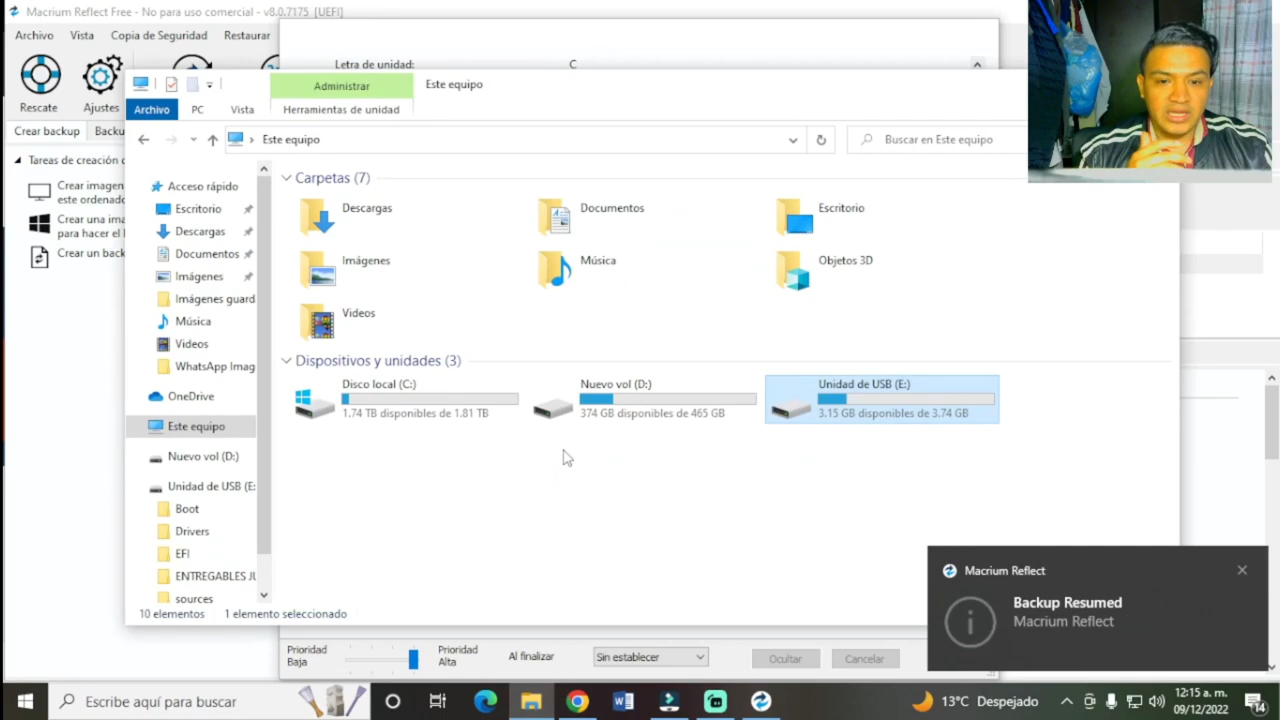 Macrium Reflect Free - No para uso comercial - v8.0.7175 [UEFI]
Archivo Vista Copia de Seguridad Restaurar
Letra de unidad: C
Rescate Ajustes
Administrar Este equipo
Archivo PC Vista Herramientas de unidad
Crear backup Backu
Este equipo Buscar en Este equipo
Tareas de creación
Crear imagen
este ordenado
Crear una ima
para hacer el
Crear un back
Acceso rápido
Escritorio
Descargas
Documentos
Imágenes
Imágenes guard
Música
Videos
WhatsApp Imag
OneDrive
Este equipo
Nuevo vol (D:)
Unidad de USB (E:
Boot
Drivers
EFI
ENTREGABLES JU
sources
Carpetas (7)
Descargas Documentos Escritorio
Imágenes Música Objetos 3D
Videos
Dispositivos y unidades (3)
Disco local (C:) Nuevo vol (D:) Unidad de USB (E:)
1.74 TB disponibles de 1.81 TB 374 GB disponibles de 465 GB 3.15 GB disponibles de 3.74 GB
10 elementos 1 elemento seleccionado
Macrium Reflect
Backup Resumed
Macrium Reflect
Prioridad Baja Prioridad Alta Al finalizar Sin establecer Ocultar Cancelar
Escribe aquí para buscar
13°C Despejado
12:15 a. m.
09/12/2022
14